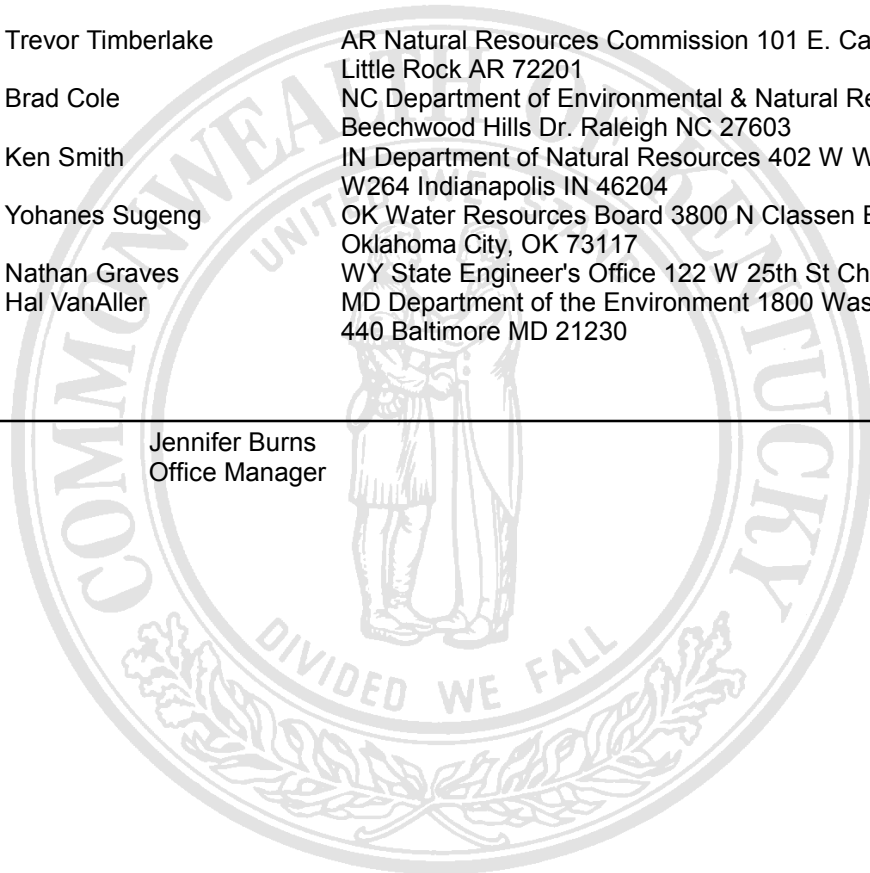 Trevor Timberlake AR Natural Resources Commission 101 E. Ca
Little Rock AR 72201
Brad Cole NC Department of Environmental & Natural Re
Beechwood Hills Dr. Raleigh NC 27603
Ken Smith IN Department of Natural Resources 402 W W
W264 Indianapolis IN 46204
Yohanes Sugeng OK Water Resources Board 3800 N Classen B
Oklahoma City, OK 73117
Nathan Graves WY State Engineer's Office 122 W 25th St Ch
Hal VanAller MD Department of the Environment 1800 Was
440 Baltimore MD 21230
Jennifer Burns
Office Manager
COMMONWEALTH OF KENTUCKY
UNITED WE STAND
DIVIDED WE FALL